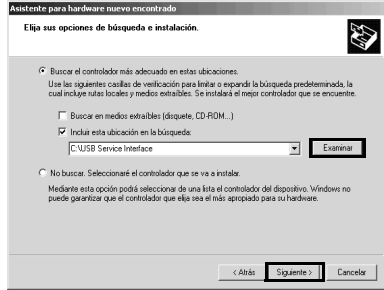 Asistente para hardware nuevo encontrado
Elija sus opciones de búsqueda e instalación.
Buscar el controlador más adecuado en estas ubicaciones.
Use las siguientes casillas de verificación para limitar o expandir la búsqueda predeterminada, la
cual incluye rutas locales y medios extraíbles. Se instalará el mejor controlador que se encuentre.
Buscar en medios extraíbles (disquete, CD-ROM...)
Incluir esta ubicación en la búsqueda:
C:\USB Service Interface
Examinar
No buscar. Seleccionaré el controlador que se va a instalar.
Mediante esta opción podrá seleccionar de una lista el controlador del dispositivo. Windows no
puede garantizar que el controlador que elija sea el más apropiado para su hardware.
< Atrás Siguiente > Cancelar